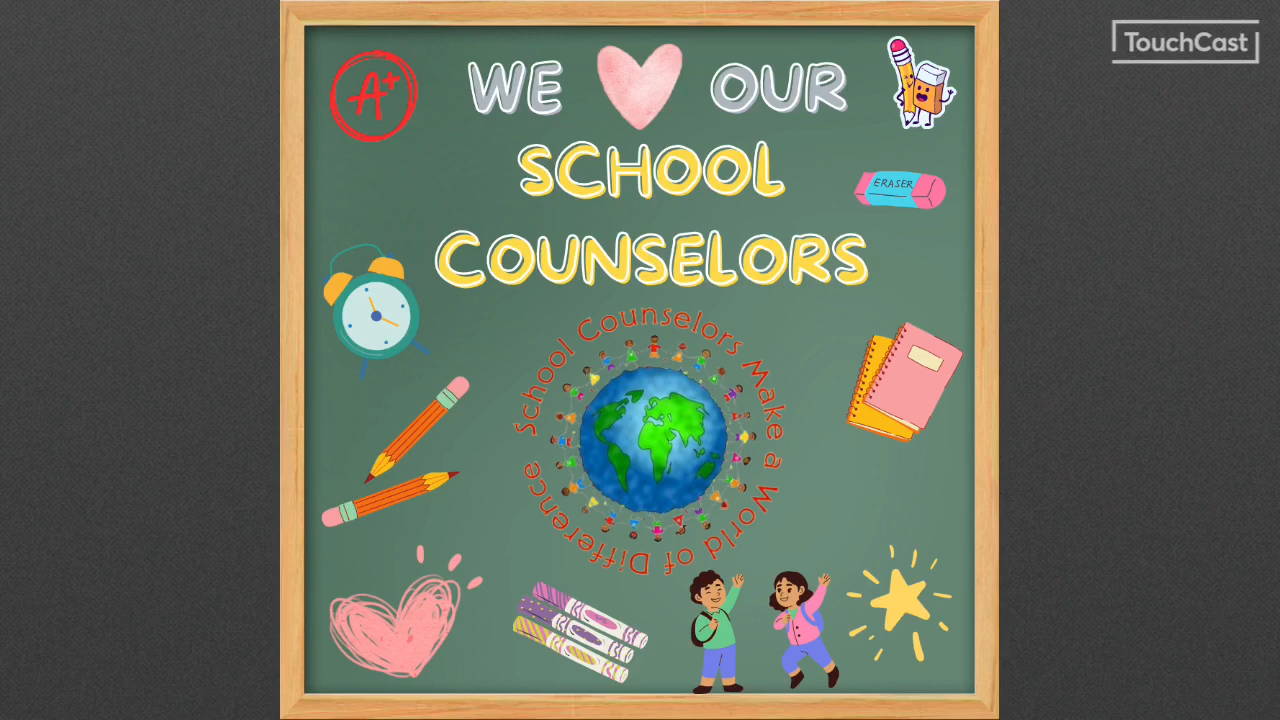 TouchCast
A+
WE OUR
SCHOOL
ERASER
COUNSELORS
School Counselors Make a World of Difference